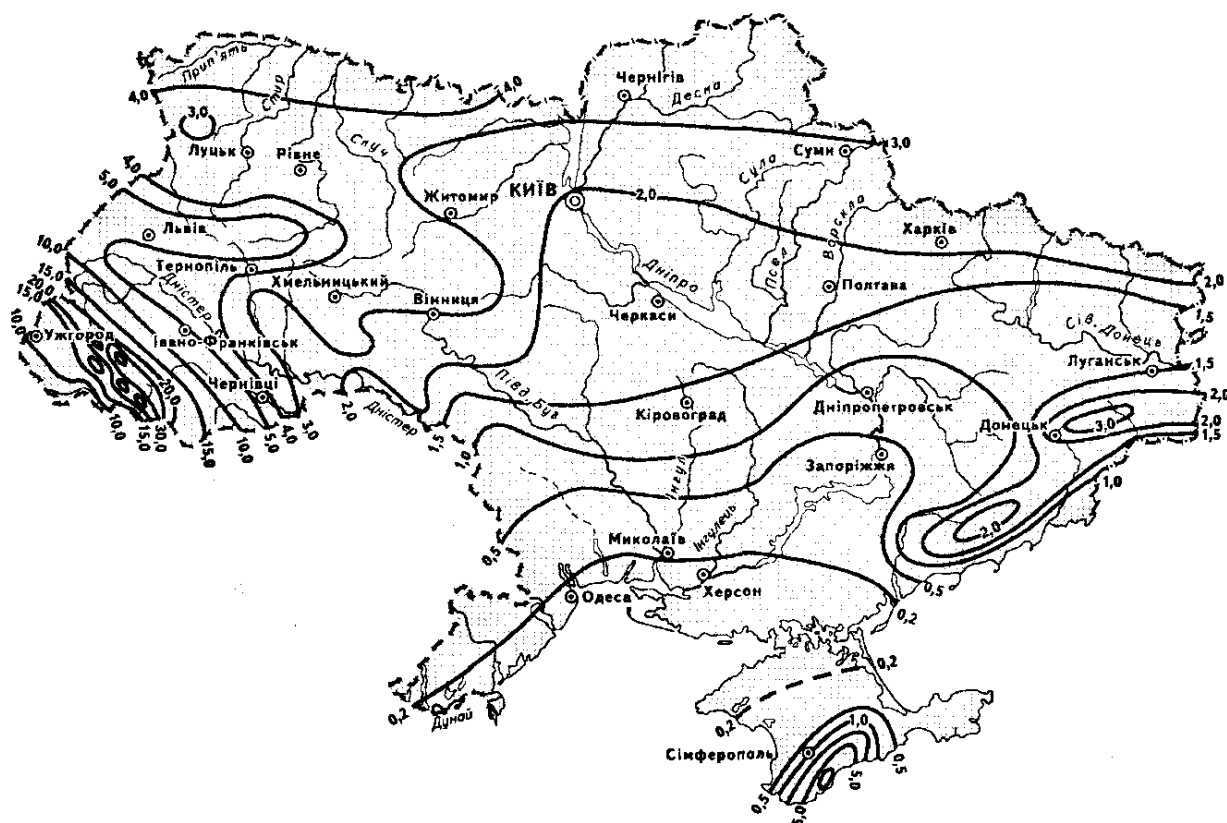 Прип'ять
4,0
4,0
Чернігів
Десна
Стир
3,0
Луцьк
Рівне
Случ
Суми
3,0
Сула
4,0
5,0
Житомир
КИЇВ
2,0
Ворскла
Харків
Львів
10,0
15,0
20,0
15,0
10,0
Тернопіль
Дністер
Хмельницький
Вінниця
Дніпро
Черкаси
Псел
Полтава
2,0
1,5
Сів. Донець
Ужгород
Івано-Франківськ
Луганськ
1,5
Чернівці
20,0
10,0
15,0
30,0
15,0
10,0
5,0
4,0
3,0
2,0
Дністер
1,5
1,0
Півд. Буг
Кіровоград
Дніпропетровськ
2,0
3,0
Донецьк
2,0
1,5
Запоріжжя
1,0
Інгул
0,5
Миколаїв
Інгулець
2,0
0,5
Одеса
Херсон
0,2
0,2
Дунай
0,2
0,2
Сімферополь
1,0
0,5
5,0
0,5